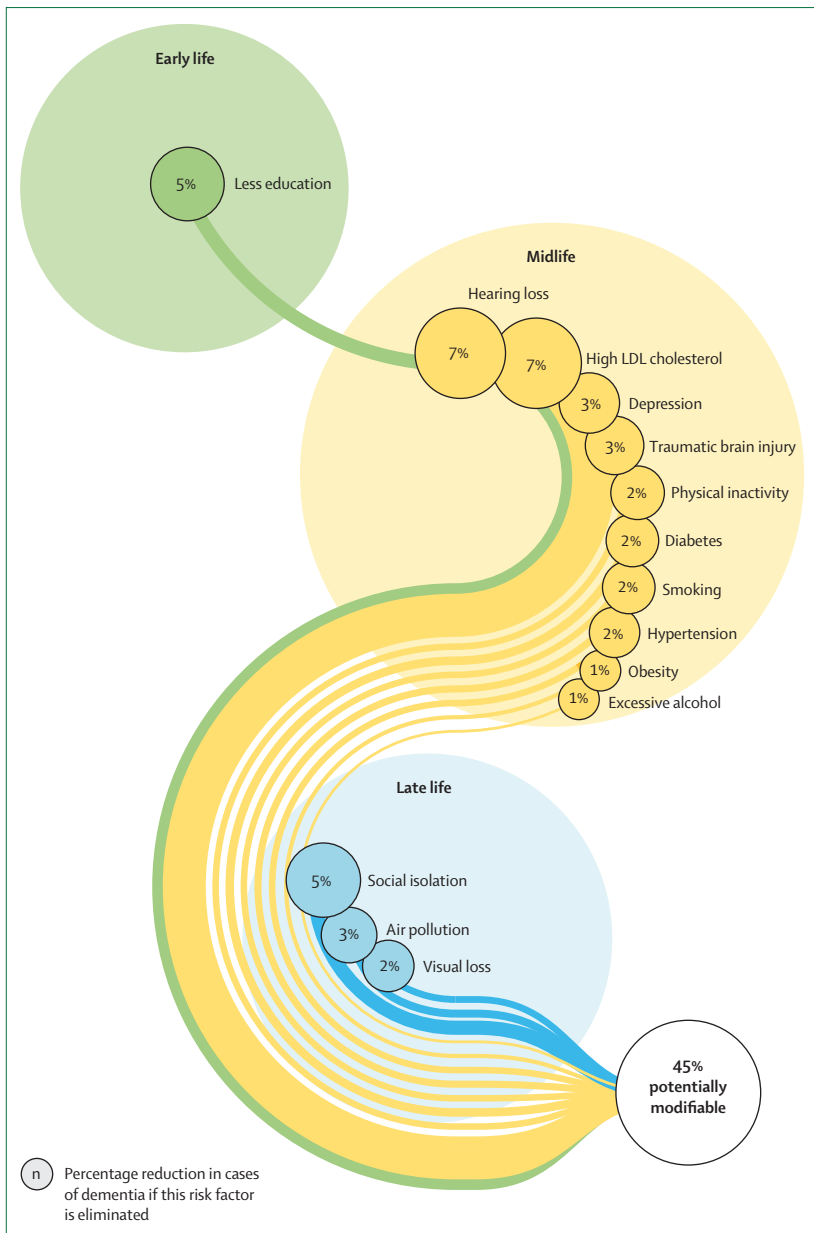 Early life
5%
Less education
Midlife
Hearing loss
7%
7%
High LDL cholesterol
3%
Depression
3%
Traumatic brain injury
2%
Physical inactivity
2%
Diabetes
2%
Smoking
2%
Hypertension
1%
Obesity
1%
Excessive alcohol
Late life
5%
Social isolation
3%
Air pollution
2%
Visual loss
45%
potentially
modifiable
n
Percentage reduction in cases
of dementia if this risk factor
is eliminated